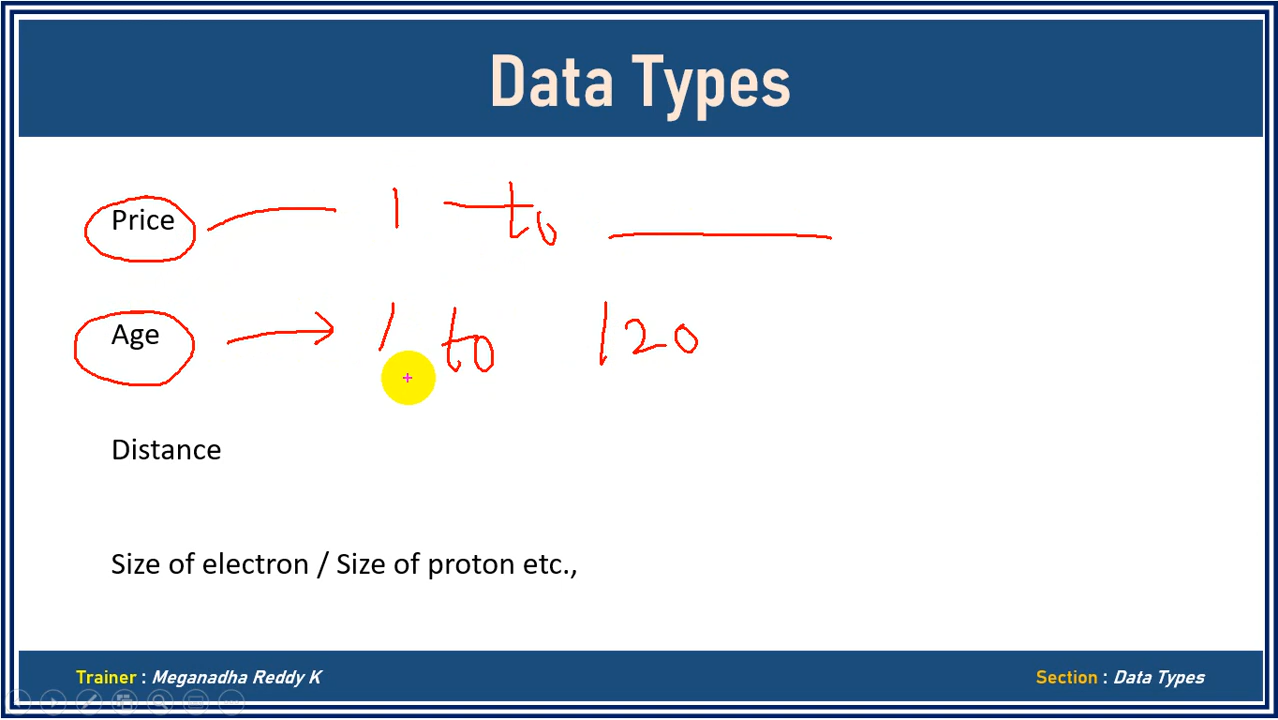 Data Types
Price 1 to
Age 1 to 120
Distance
Size of electron / Size of proton etc.,
Trainer : Meganadha Reddy K Section : Data Types